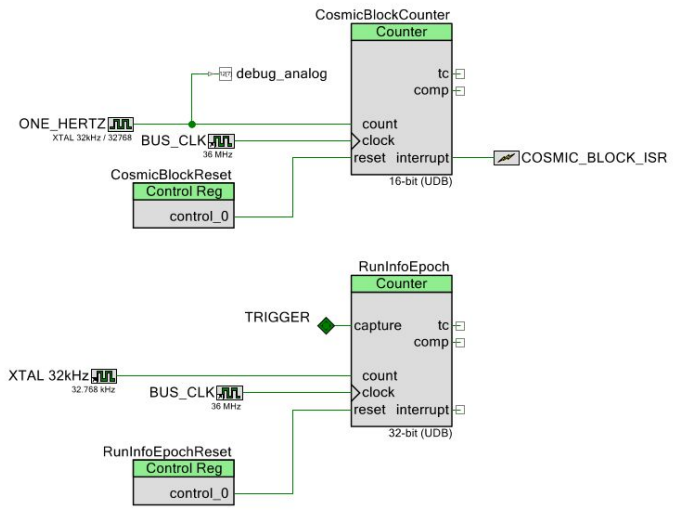 CosmicBlockCounter
Counter
debug_analog
tc
comp
ONE_HERTZ
XTAL 32kHz / 32768
count
BUS_CLK
36 MHz
clock
reset interrupt
COSMIC_BLOCK_ISR
16-bit (UDB)
CosmicBlockReset
Control Reg
control_0
RunInfoEpoch
Counter
TRIGGER
capture tc
comp
XTAL 32kHz
32.768 kHz
count
BUS_CLK
36 MHz
clock
reset interrupt
32-bit (UDB)
RunInfoEpochReset
Control Reg
control_0